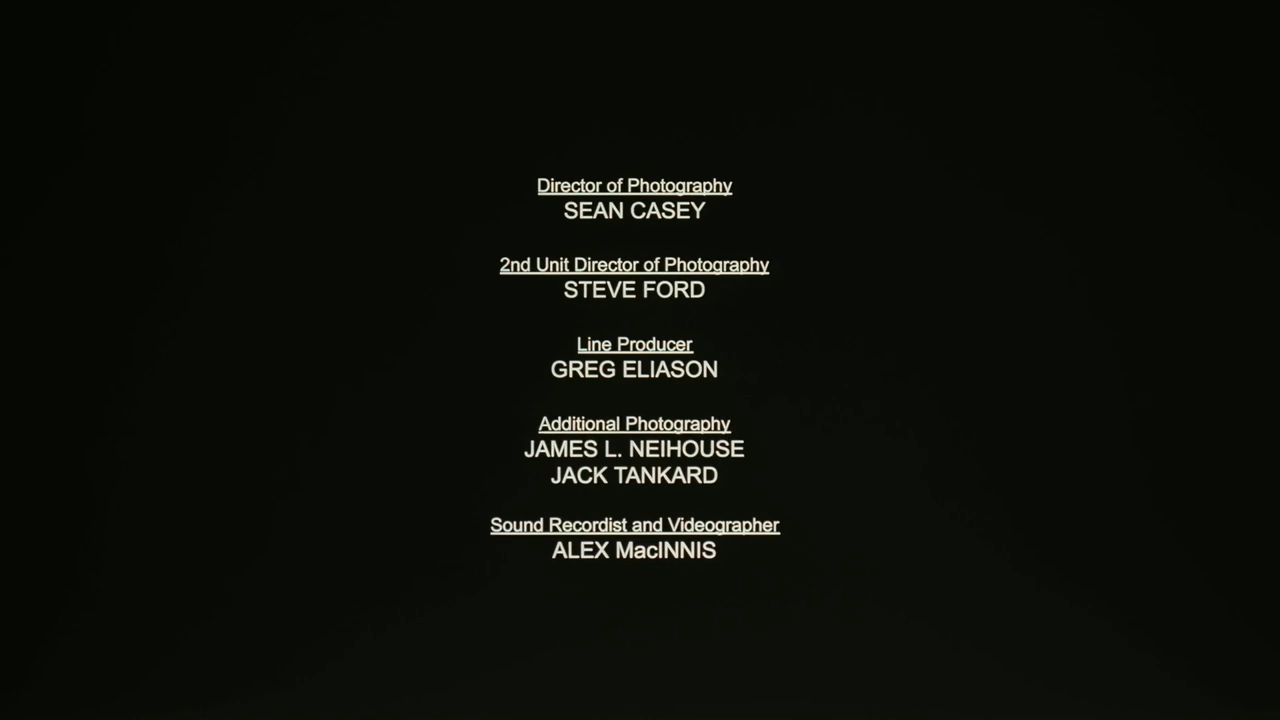 Director of Photography
SEAN CASEY
2nd Unit Director of Photography
STEVE FORD
Line Producer
GREG ELIASON
Additional Photography
JAMES L. NEIHOUSE
JACK TANKARD
Sound Recordist and Videographer
ALEX MacINNIS